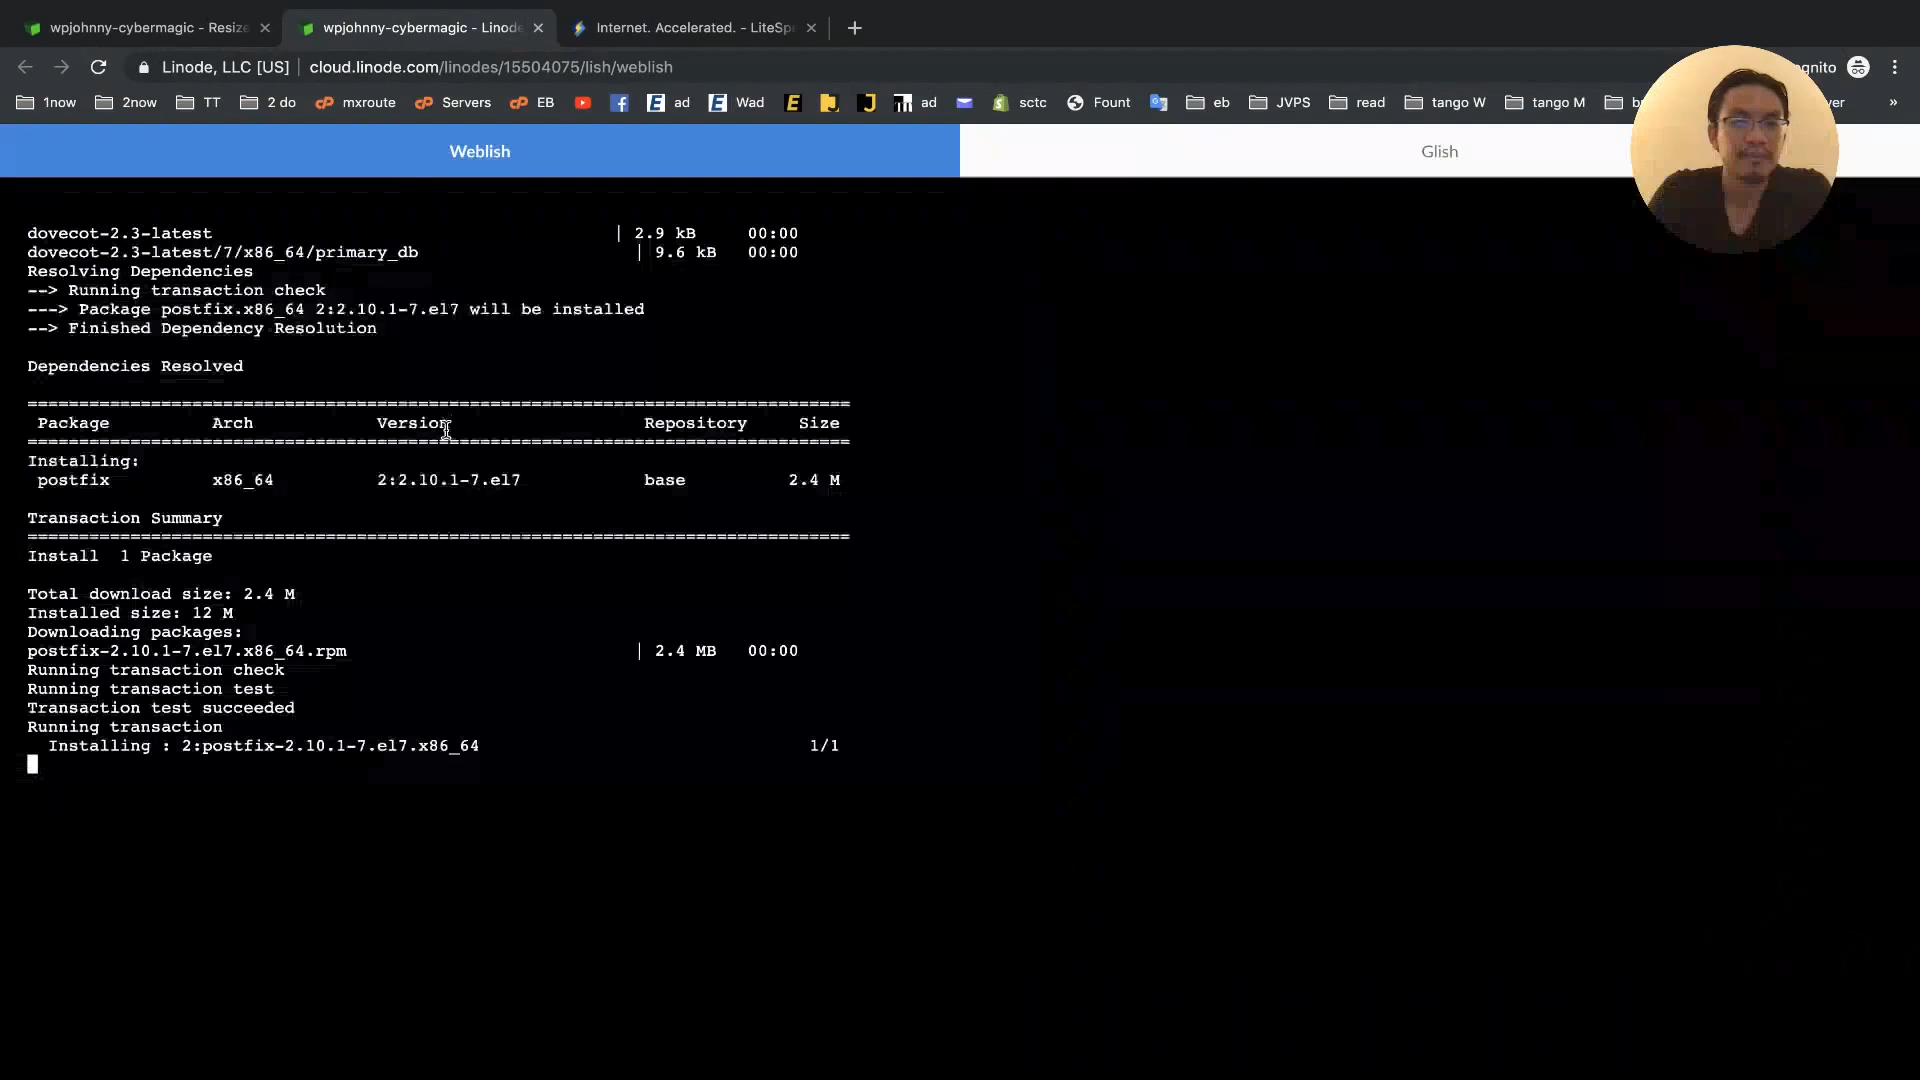 wpjohnny-cybermagic - Resize
wpjohnny-cybermagic - Linode
Internet. Accelerated. - LiteSp
Linode, LLC [US] | cloud.linode.com/linodes/15504075/lish/weblish
1now 2now TT 2 do mxroute Servers EB ad Wad ad sctc Fount eb JVPS read tango W tango M »
Weblish
Glish
dovecot-2.3-latest | 2.9 kB 00:00
dovecot-2.3-latest/7/x86_64/primary_db | 9.6 kB 00:00
Resolving Dependencies
--> Running transaction check
---> Package postfix.x86_64 2:2.10.1-7.el7 will be installed
--> Finished Dependency Resolution
Dependencies Resolved
================================================================================
Package Arch Version Repository Size
================================================================================
Installing:
postfix x86_64 2:2.10.1-7.el7 base 2.4 M
Transaction Summary
================================================================================
Install 1 Package
Total download size: 2.4 M
Installed size: 12 M
Downloading packages:
postfix-2.10.1-7.el7.x86_64.rpm | 2.4 MB 00:00
Running transaction check
Running transaction test
Transaction test succeeded
Running transaction
Installing : 2:postfix-2.10.1-7.el7.x86_64 1/1